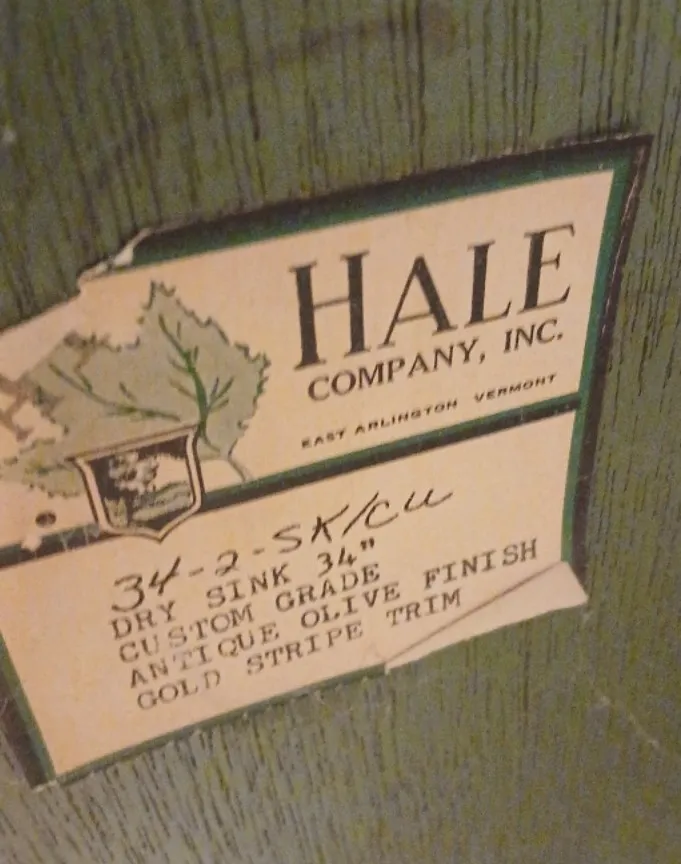 HALE
COMPANY, INC.
EAST ARLINGTON VERMONT
34-2-SK/CU
DRY SINK 34"
CUSTOM GRADE
ANTIQUE OLIVE FINISH
GOLD STRIPE TRIM